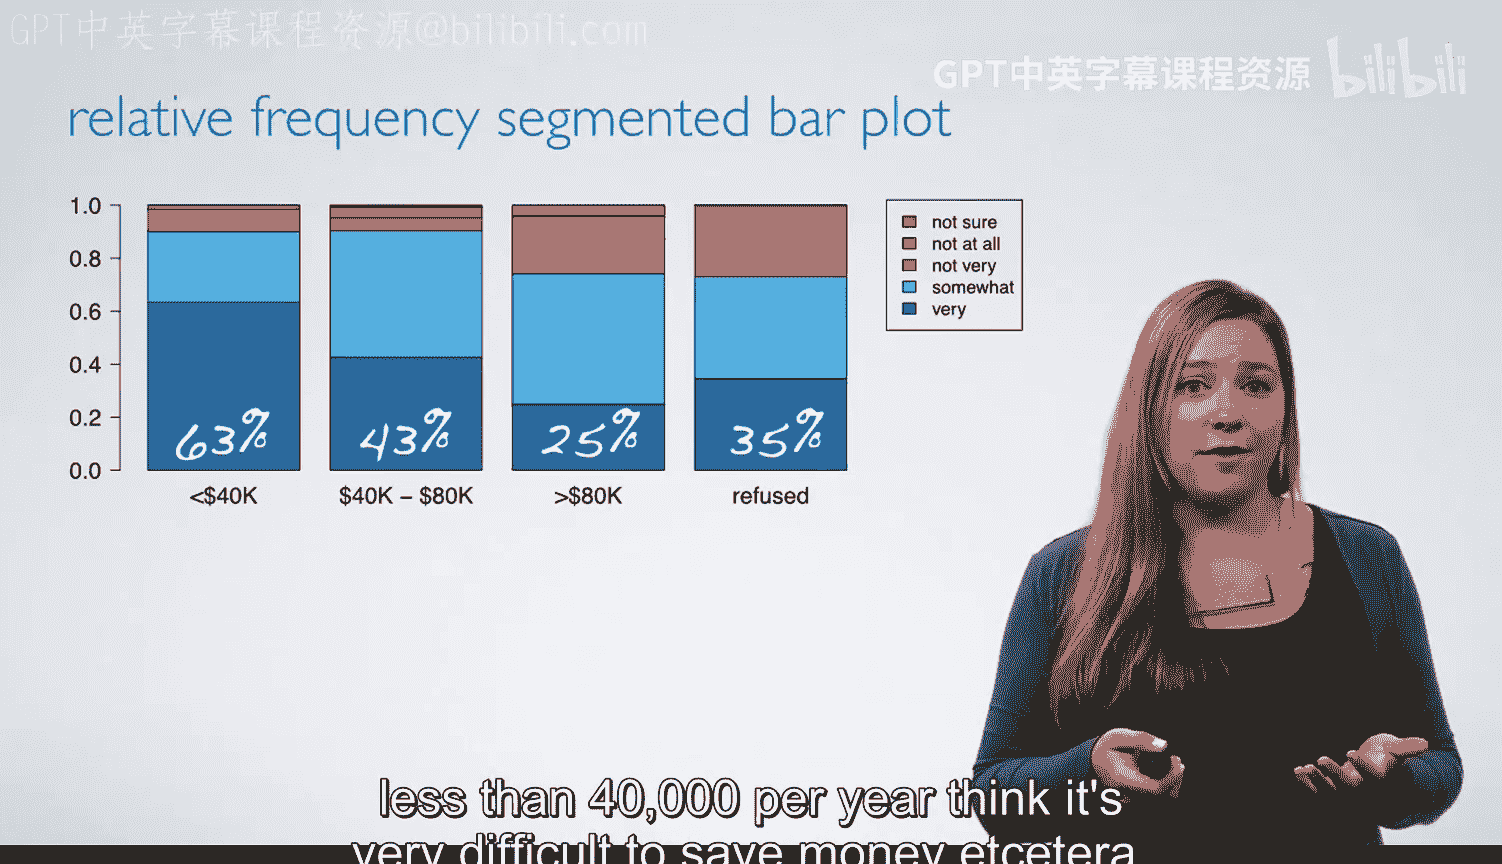 GPT中英字幕课程资源@bilibili.com
GPT中英字幕课程资源 bilibili
relative frequency segmented bar plot
1.0
0.8
0.6
0.4
0.2
0.0
63% 43% 25% 35%
<$40K $40K – $80K >$80K refused
not sure
not at all
not very
somewhat
very
less than 40,000 per year think it's
very difficult to save money etcetera